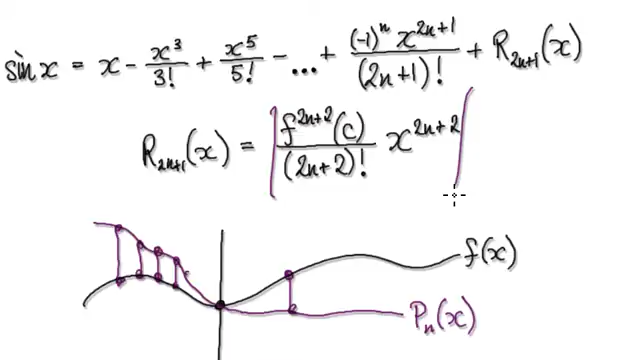 sin x = x - x³/3! + x⁵/5! - ... + (-1)ⁿ x²ⁿ⁺¹/(2n+1)! + R₂ₙ₊₁(x)
R₂ₙ₊₁(x) = | f²ⁿ⁺²(c)/(2n+2)! x²ⁿ⁺² |
f(x)
Pₙ(x)